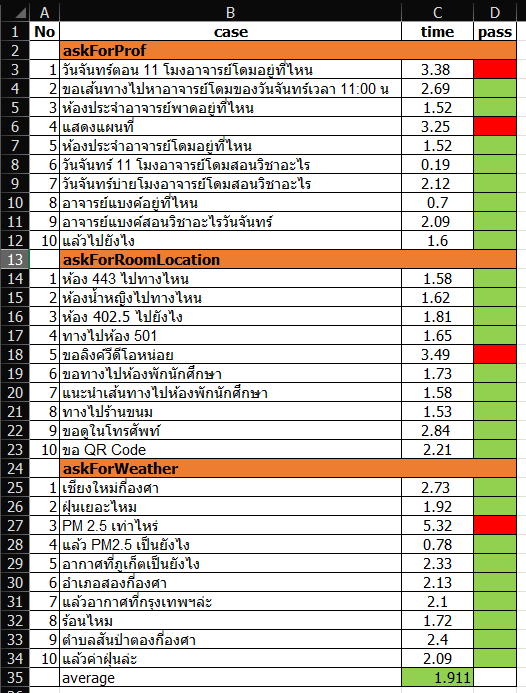 A B C D
1 No case time pass
2 askForProf
3 1 วันจันทร์ตอน 11 โมงอาจารย์โดมอยู่ที่ไหน 3.38
4 2 ขอเส้นทางไปหาอาจารย์โดมของวันจันทร์เวลา 11:00 น 2.69
5 3 ห้องประจำอาจารย์พาตอยู่ที่ไหน 1.52
6 4 แสดงแผนที่ 3.25
7 5 ห้องประจำอาจารย์โดมอยู่ที่ไหน 1.52
8 6 วันจันทร์ 11 โมงอาจารย์โดมสอนวิชาอะไร 0.19
9 7 วันจันทร์บ่ายโมงอาจารย์โดมสอนวิชาอะไร 2.12
10 8 อาจารย์แบงค์อยู่ที่ไหน 0.7
11 9 อาจารย์แบงค์สอนวิชาอะไรวันจันทร์ 2.09
12 10 แล้วไปยังไง 1.6
13 askForRoomLocation
14 1 ห้อง 443 ไปทางไหน 1.58
15 2 ห้องน้ำหญิงไปทางไหน 1.62
16 3 ห้อง 402.5 ไปยังไง 1.81
17 4 ทางไปห้อง 501 1.65
18 5 ขอลิงค์วีดีโอหน่อย 3.49
19 6 ขอทางไปห้องพักนักศึกษา 1.73
20 7 แนะนำเส้นทางไปห้องพักนักศึกษา 1.58
21 8 ทางไปร้านขนม 1.53
22 9 ขอดูในโทรศัพท์ 2.84
23 10 ขอ QR Code 2.21
24 askForWeather
25 1 เชียงใหม่กี่องศา 2.73
26 2 ฝุ่นเยอะไหม 1.92
27 3 PM 2.5 เท่าไหร่ 5.32
28 4 แล้ว PM2.5 เป็นยังไง 0.78
29 5 อากาศที่ภูเก็ตเป็นยังไง 2.33
30 6 อำเภอสองกี่องศา 2.13
31 7 แล้วอากาศที่กรุงเทพฯล่ะ 2.1
32 8 ร้อนไหม 1.72
33 9 ตำบลสันป่าตองกี่องศา 2.4
34 10 แล้วค่าฝุ่นล่ะ 2.09
35 average 1.911